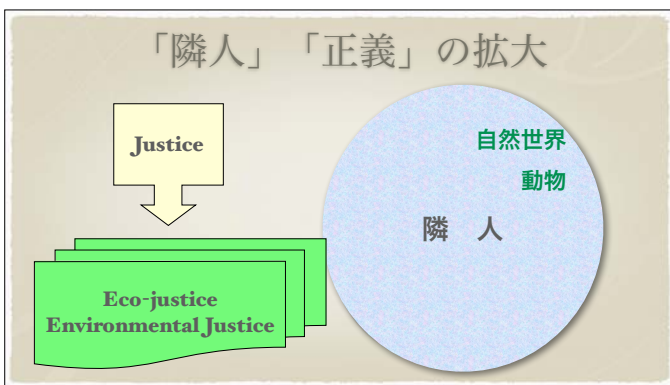 「隣人」「正義」の拡大
Justice
Eco-justice
Environmental Justice
自然世界
動物
隣 人